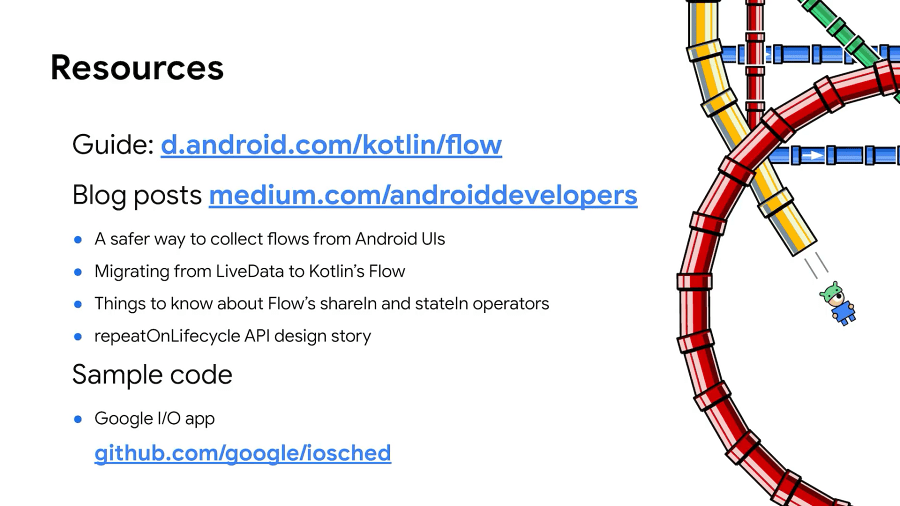 Resources
Guide: d.android.com/kotlin/flow
Blog posts medium.com/androiddevelopers
● A safer way to collect flows from Android UIs
● Migrating from LiveData to Kotlin’s Flow
● Things to know about Flow’s shareIn and stateIn operators
● repeatOnLifecycle API design story
Sample code
● Google I/O app
github.com/google/iosched